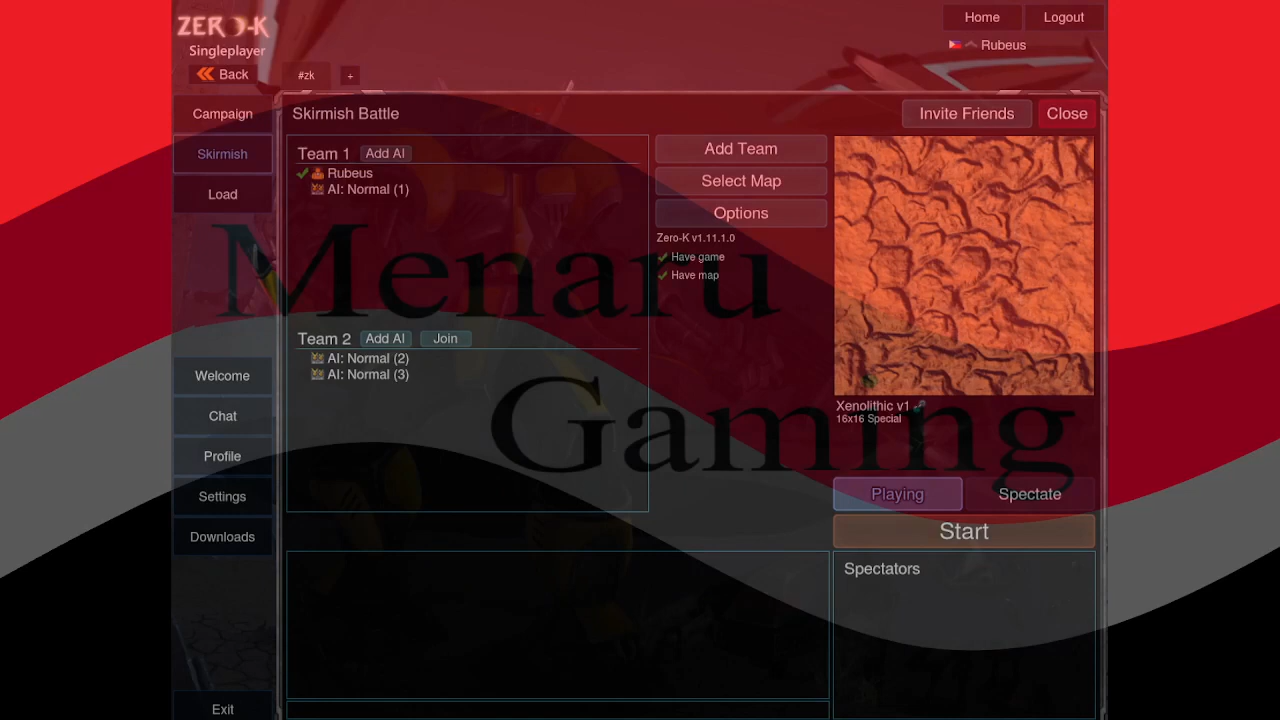 ZERO-K
Singleplayer
Back
Home
Logout
Rubeus
#zk
+
Campaign
Skirmish
Load
Welcome
Chat
Profile
Settings
Downloads
Exit
Skirmish Battle
Invite Friends
Close
Team 1
Add AI
Rubeus
AI: Normal (1)
Team 2
Add AI
Join
AI: Normal (2)
AI: Normal (3)
Add Team
Select Map
Options
Zero-K v1.11.1.0
Have game
Have map
Xenolithic v1
16x16 Special
Playing
Spectate
Start
Spectators
Menaru
Gaming